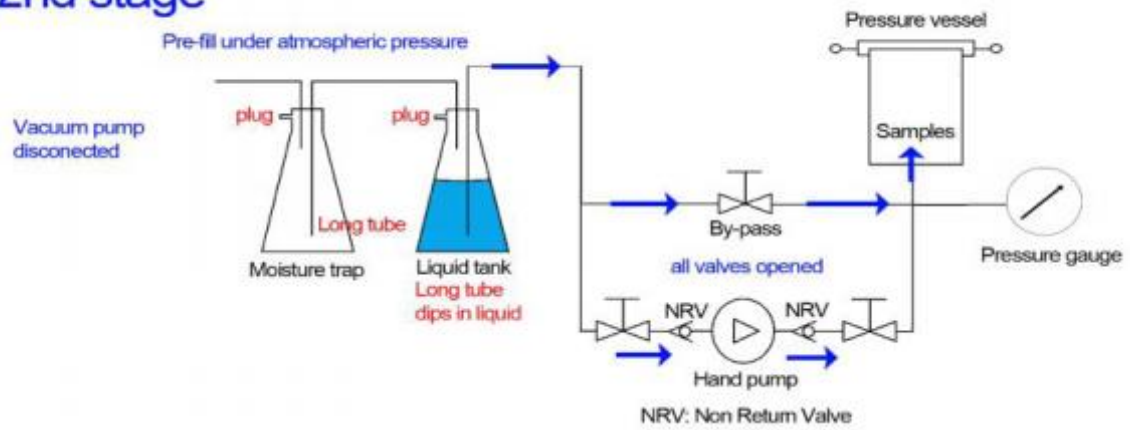 2nd stage
Pre-fill under atmospheric pressure
Pressure vessel
plug
plug
Vacuum pump
disconected
Samples
Long tube
By-pass
Moisture trap
Liquid tank
Long tube
dips in liquid
all valves opened
Pressure gauge
NRV
NRV
Hand pump
NRV: Non Return Valve